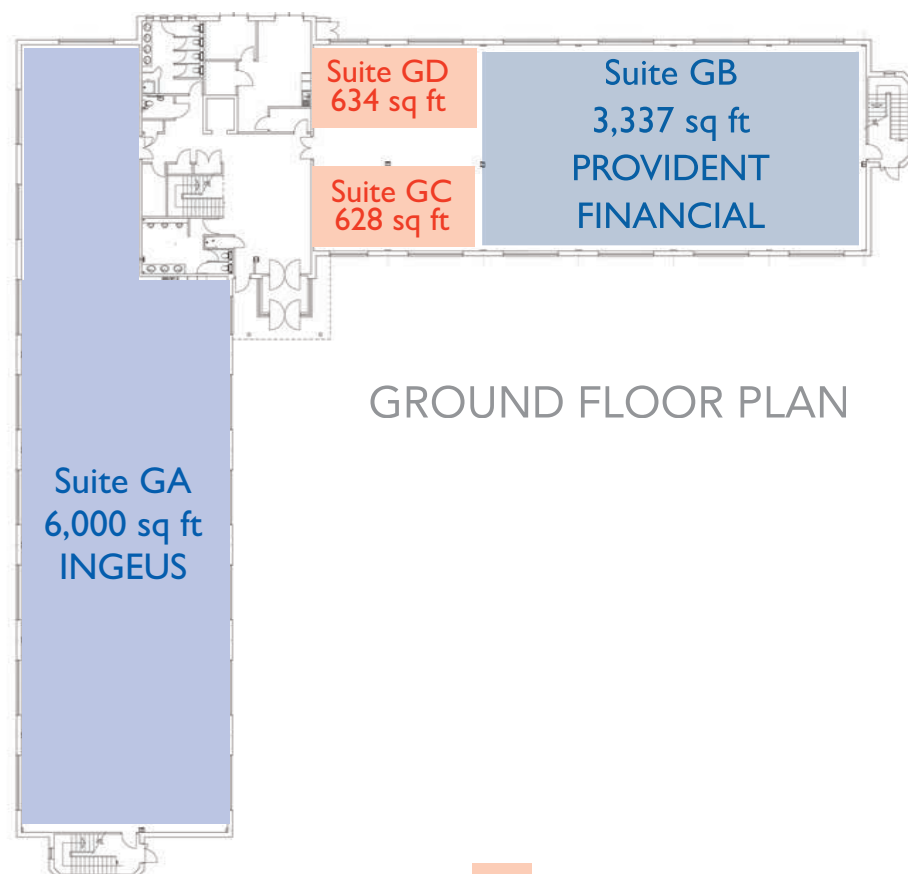 Suite GD
634 sq ft
Suite GB
3,337 sq ft
PROVIDENT
FINANCIAL
Suite GC
628 sq ft
GROUND FLOOR PLAN
Suite GA
6,000 sq ft
INGEUS